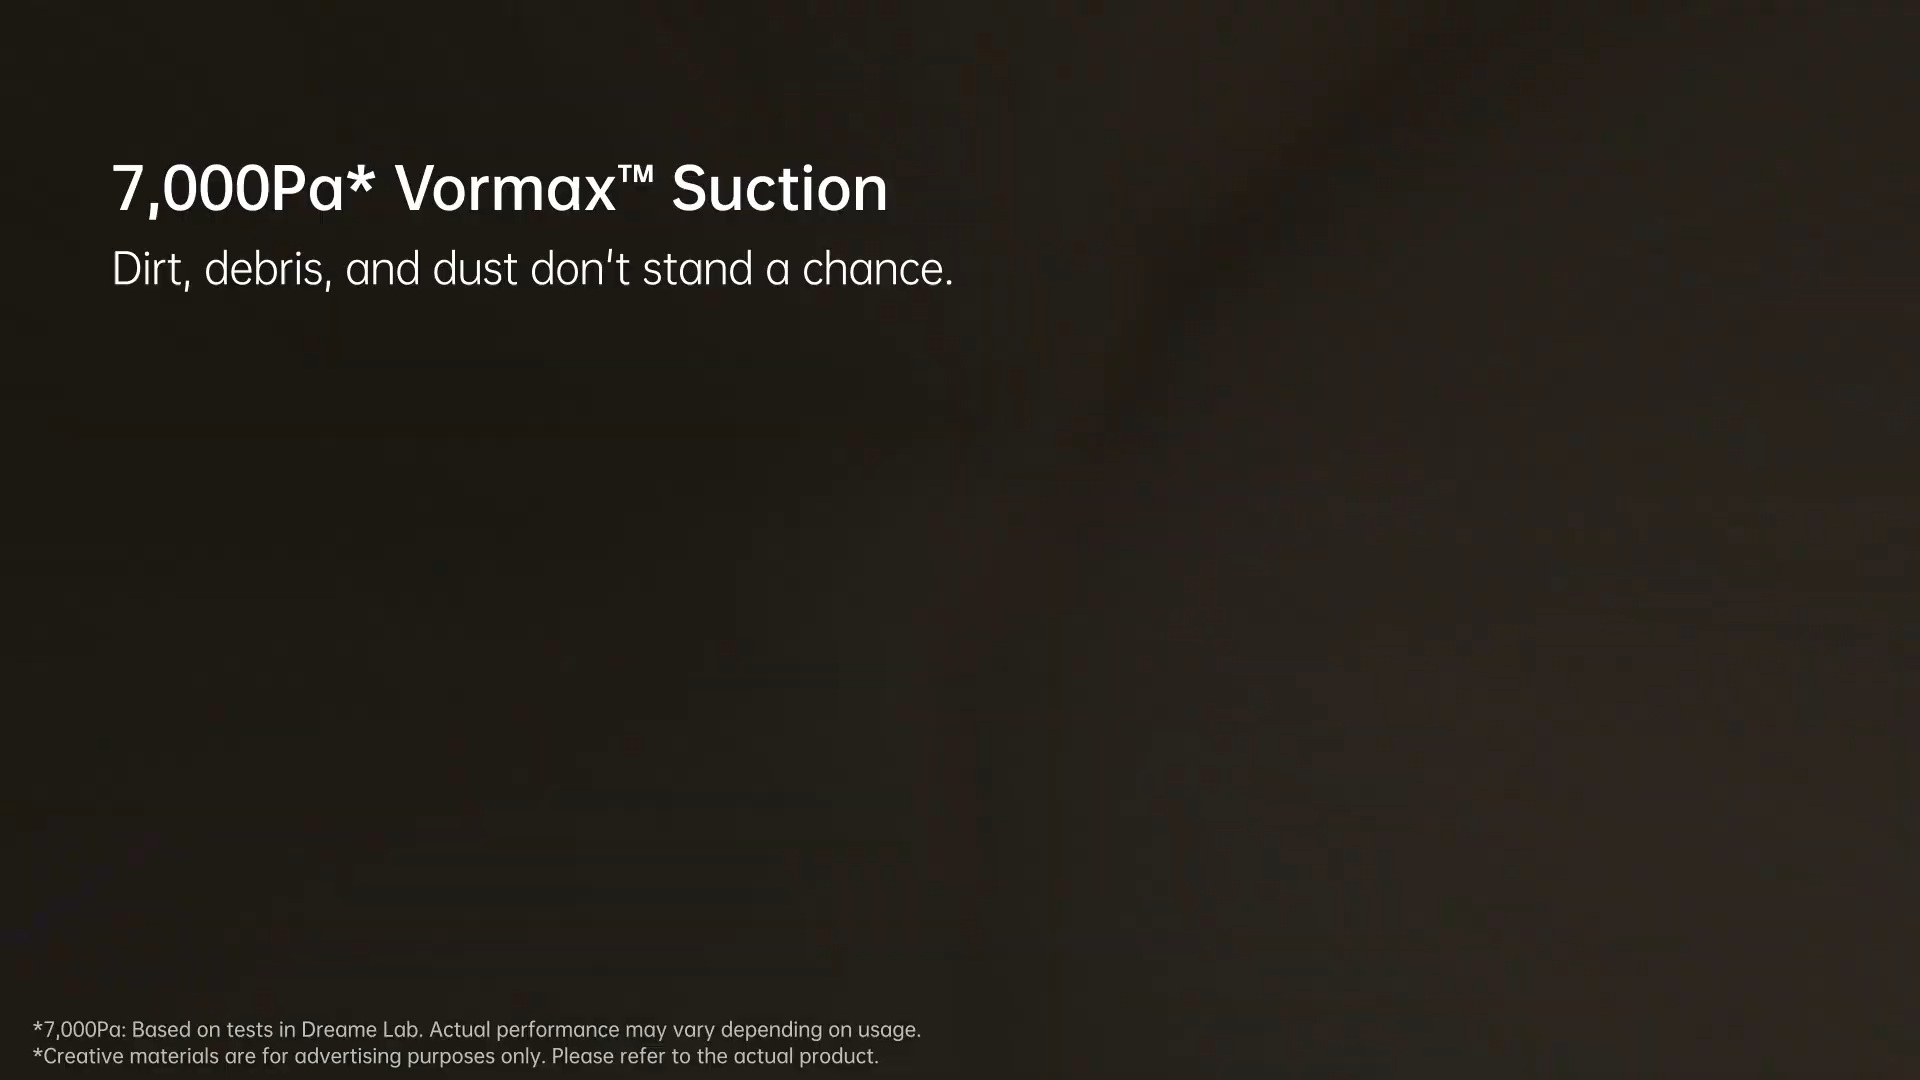 7,000Pa* Vormax™ Suction
Dirt, debris, and dust don't stand a chance.
*7,000Pa: Based on tests in Dreame Lab. Actual performance may vary depending on usage.
*Creative materials are for advertising purposes only. Please refer to the actual product.